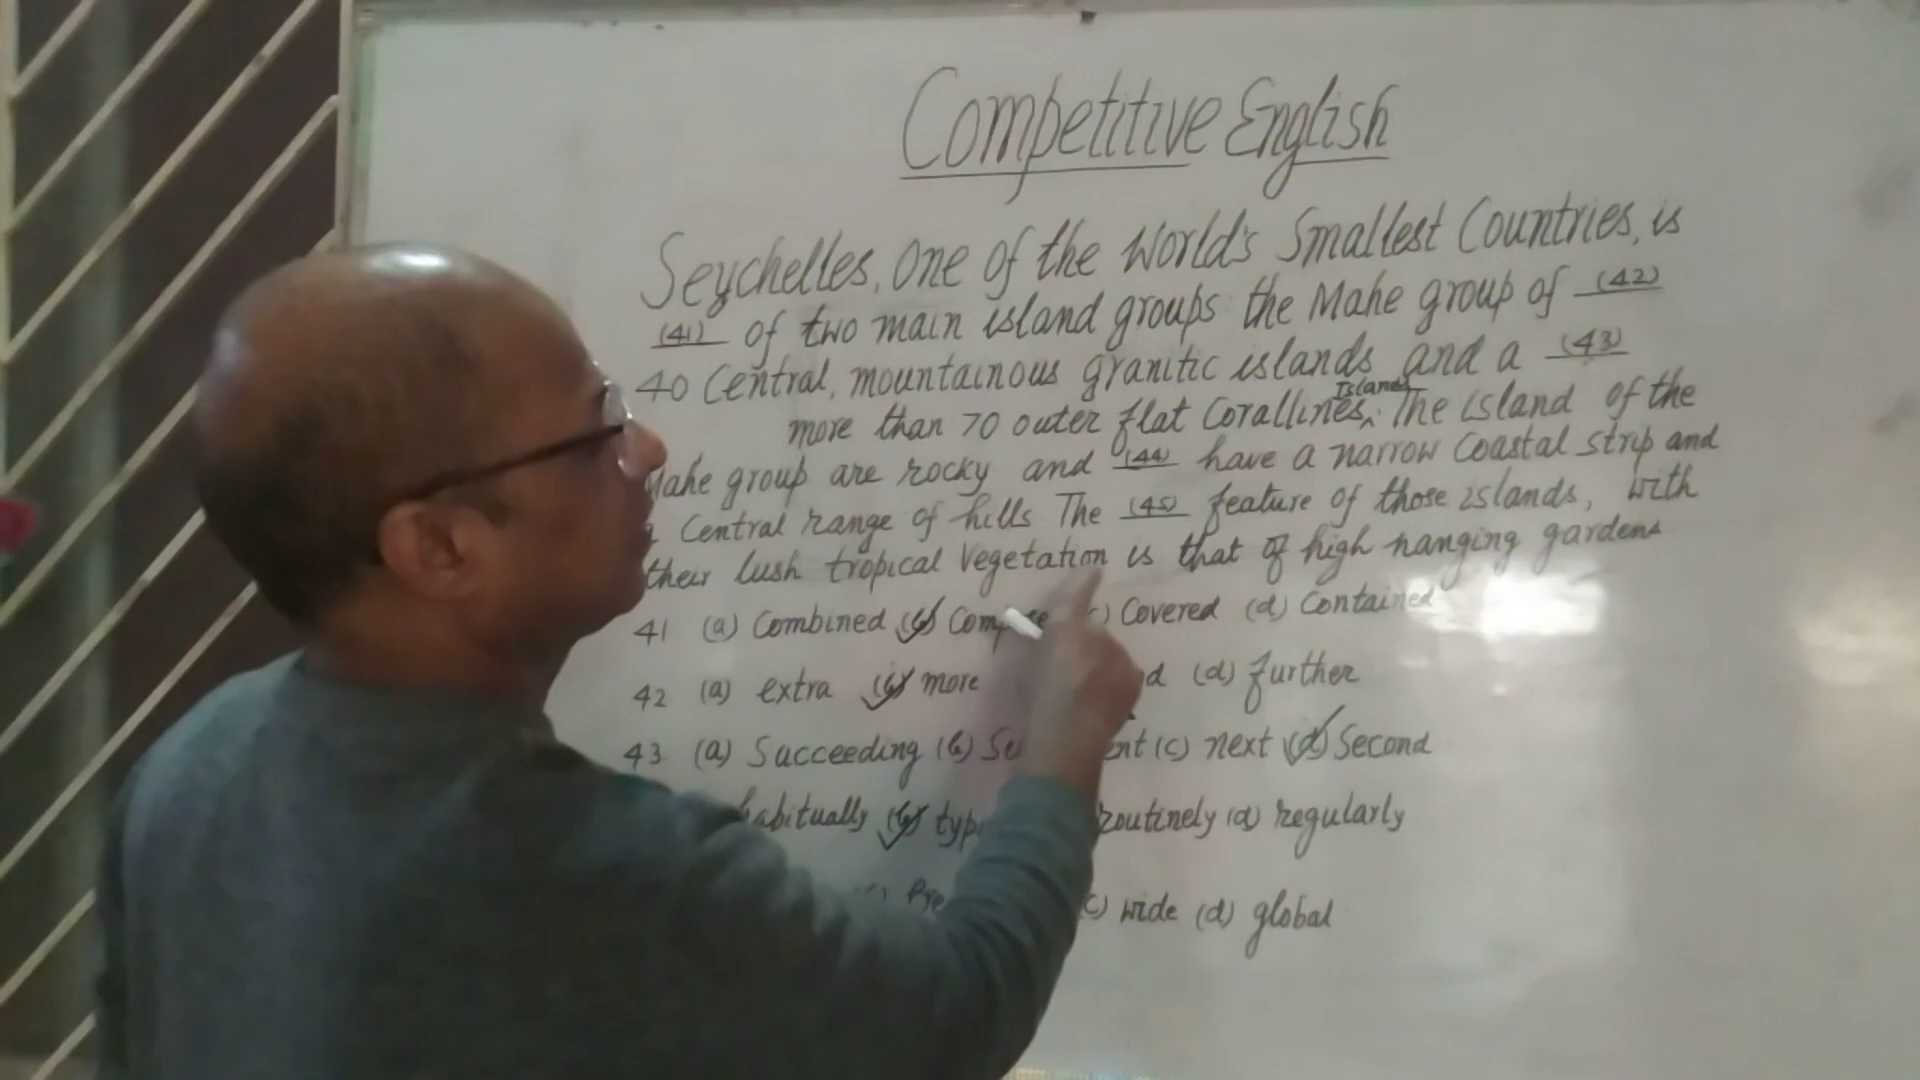 Competitive English
Seychelles, One of the World's Smallest Countries, is
(41) of two main island groups: the Mahe group of (42)
40 Central, mountainous granitic islands and a (43)
Islands
more than 70 outer flat Corallines. The island of the
Mahe group are rocky and (44) have a narrow Coastal strip and
Central range of hills The (45) feature of those islands, with
their lush tropical Vegetation is that of high hanging gardens
41 (a) Combined (b) Covered (d) Contained
42 (a) extra (b) more (d) further
43 (a) Succeeding (b) (c) next (d) Second
habitually (b) routinely (d) regularly
(c) wide (d) global